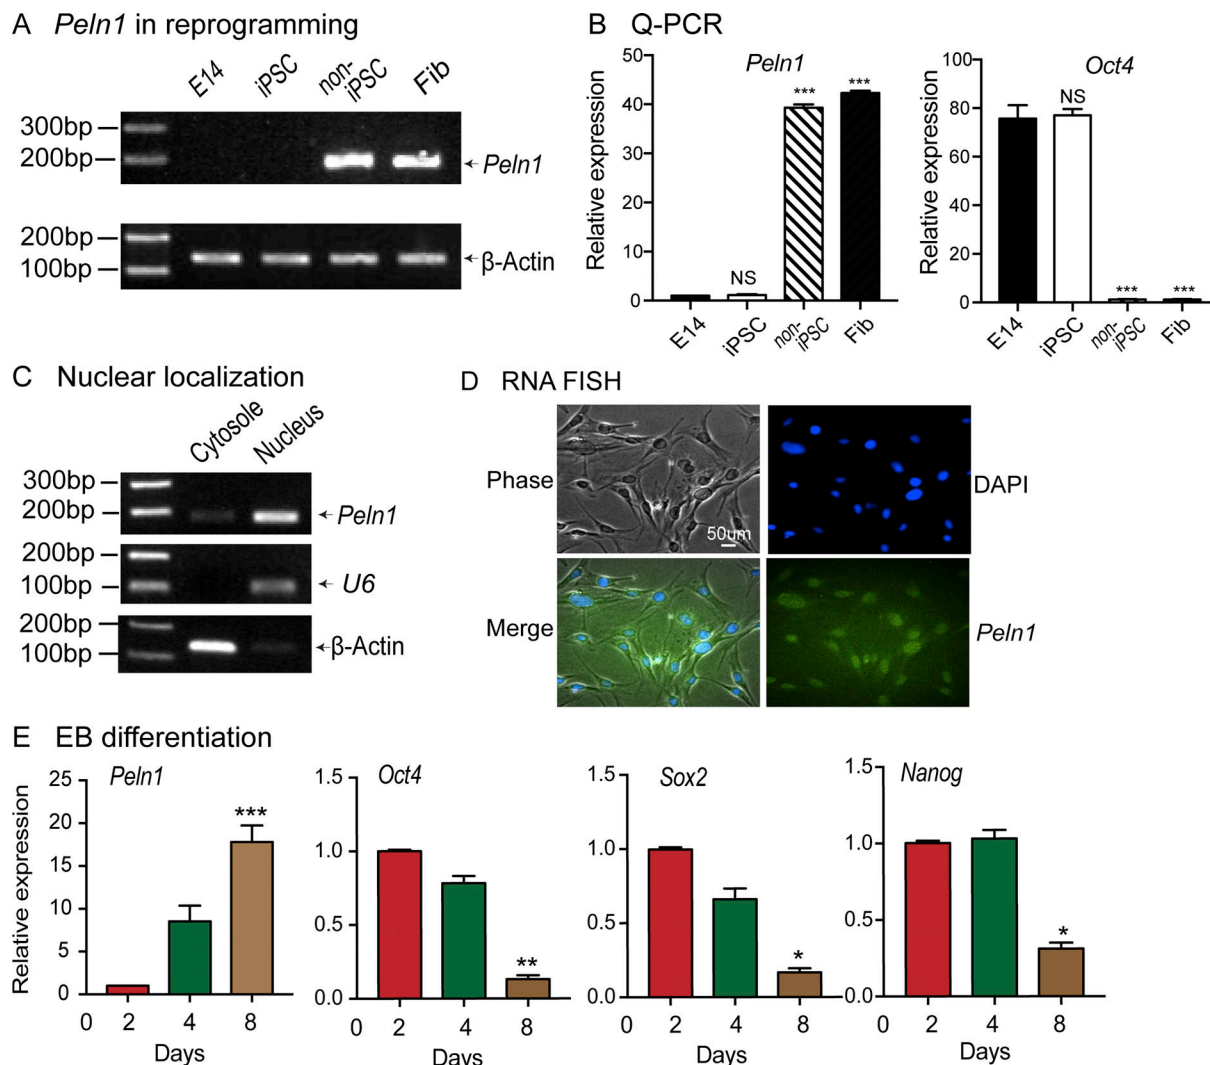 A Peln1 in reprogramming
E14 iPSC non-iPSC Fib
300bp
200bp
Peln1
200bp
100bp
β-Actin
B Q-PCR
Peln1
Relative expression
50
40
30
20
10
0
NS
***
***
E14 iPSC non-iPSC Fib
Oct4
Relative expression
100
80
60
40
20
0
NS
***
***
E14 iPSC non-iPSC Fib
C Nuclear localization
Cytosole Nucleus
300bp
200bp
Peln1
200bp
100bp
U6
200bp
100bp
β-Actin
D RNA FISH
Phase
50um
DAPI
Merge
Peln1
E EB differentiation
Peln1
Relative expression
25
20
15
10
5
0
***
0 2 4 8
Days
Oct4
1.5
1.0
0.5
0.0
**
0 2 4 8
Days
Sox2
1.5
1.0
0.5
0.0
*
0 2 4 8
Days
Nanog
1.5
1.0
0.5
0.0
*
0 2 4 8
Days